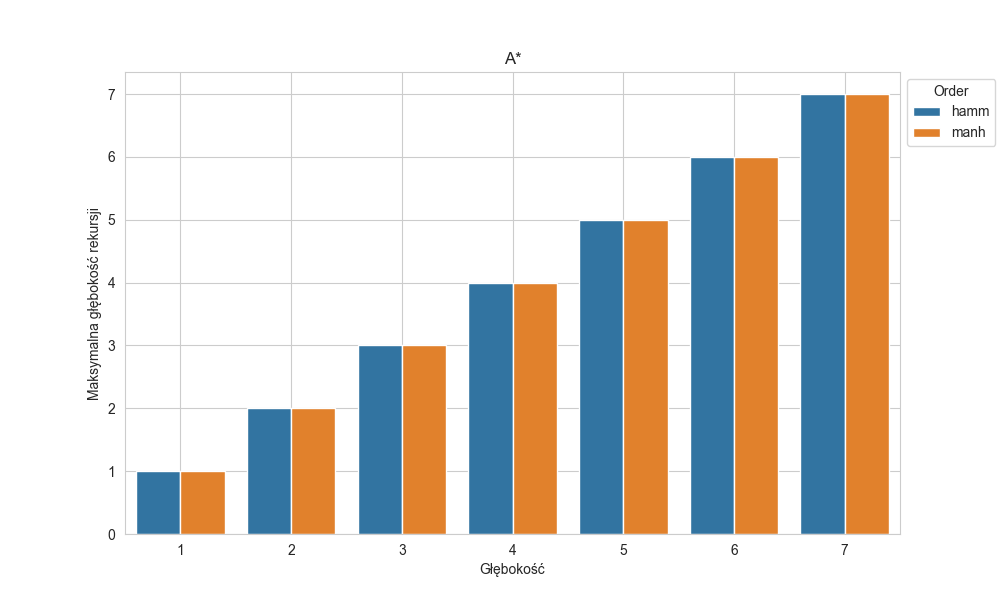 A*
Order
hamm
manh
Maksymalna głębokość rekursji
7
6
5
4
3
2
1
0
1 2 3 4 5 6 7
Głębokość